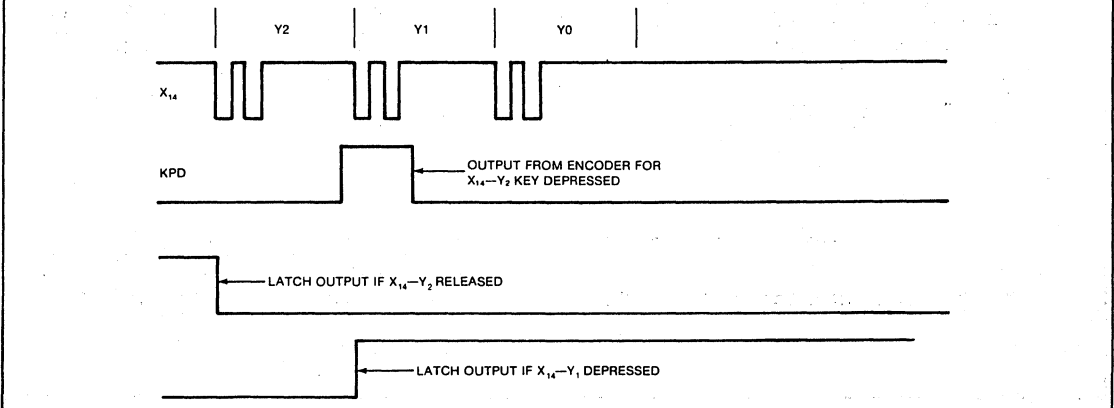 Y2 Y1 Y0
X₁₄
KPD
OUTPUT FROM ENCODER FOR
X₁₄—Y₂ KEY DEPRESSED
LATCH OUTPUT IF X₁₄—Y₂ RELEASED
LATCH OUTPUT IF X₁₄—Y₁ DEPRESSED